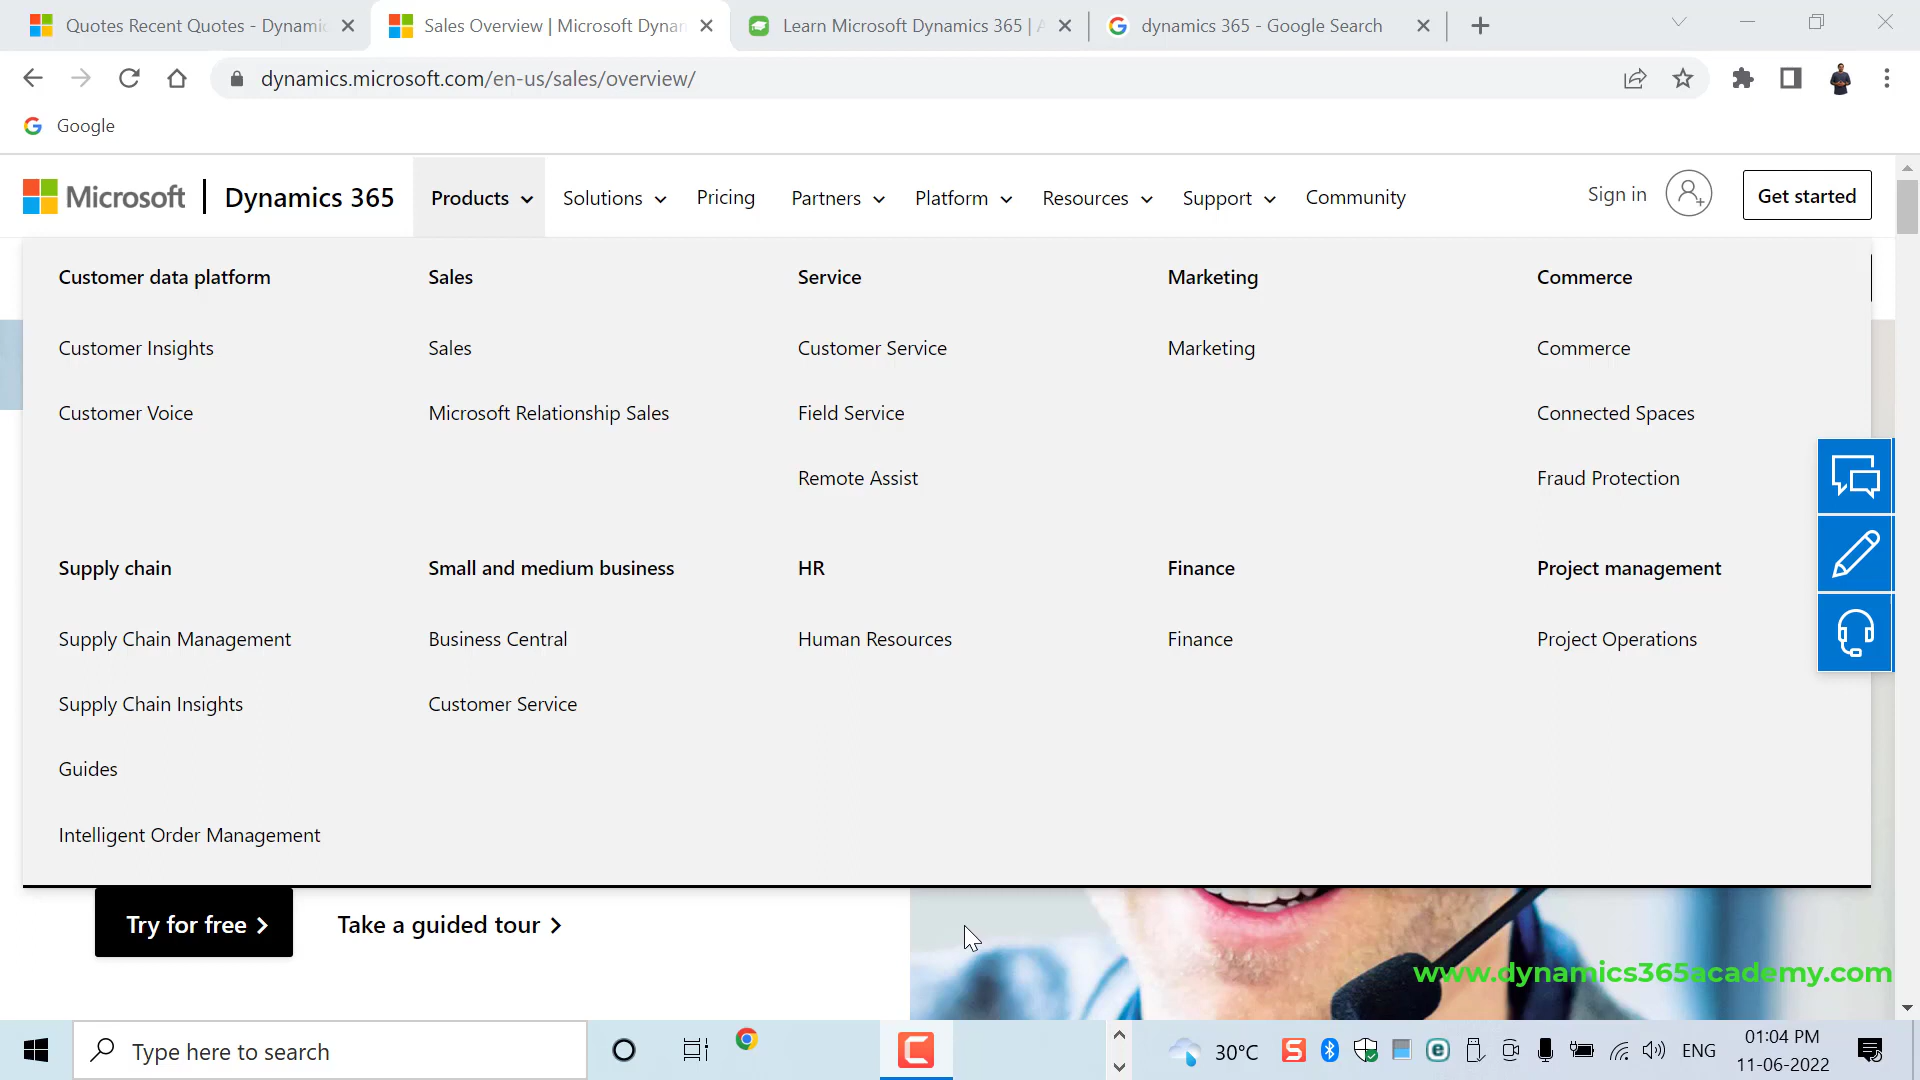 Quotes Recent Quotes - Dynamic
Sales Overview | Microsoft Dynan
Learn Microsoft Dynamics 365 | A
dynamics 365 - Google Search
dynamics.microsoft.com/en-us/sales/overview/
Google
Microsoft | Dynamics 365
Products
Solutions
Pricing
Partners
Platform
Resources
Support
Community
Sign in
Get started
Customer data platform
Customer Insights
Customer Voice
Sales
Sales
Microsoft Relationship Sales
Service
Customer Service
Field Service
Remote Assist
Marketing
Marketing
Commerce
Commerce
Connected Spaces
Fraud Protection
Supply chain
Supply Chain Management
Supply Chain Insights
Guides
Intelligent Order Management
Small and medium business
Business Central
Customer Service
HR
Human Resources
Finance
Finance
Project management
Project Operations
Try for free
Take a guided tour
www.dynamics365academy.com
Type here to search
30°C
ENG
01:04 PM
11-06-2022